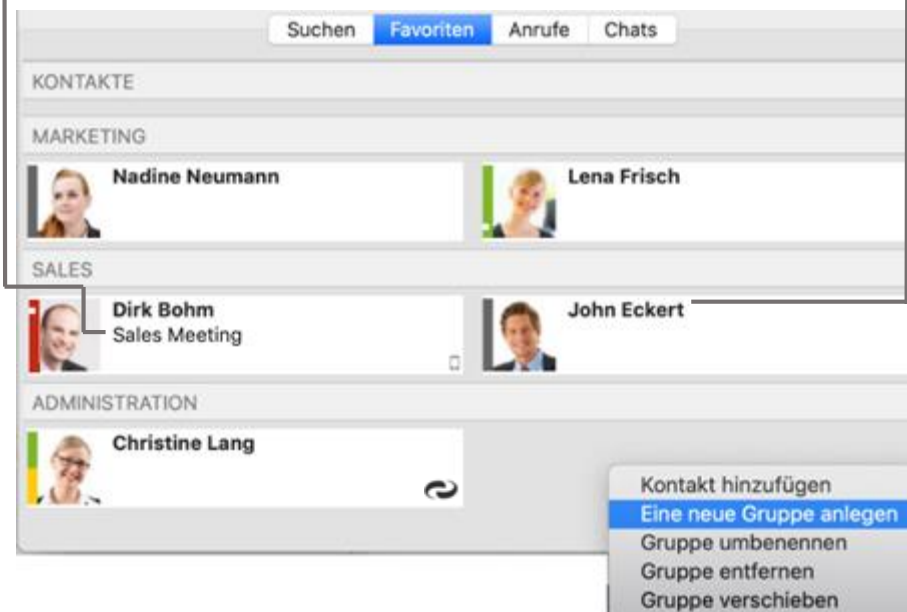 Suchen Favoriten Anrufe Chats
KONTAKTE
MARKETING
Nadine Neumann
Lena Frisch
SALES
Dirk Bohm
Sales Meeting
John Eckert
ADMINISTRATION
Christine Lang
Kontakt hinzufügen
Eine neue Gruppe anlegen
Gruppe umbenennen
Gruppe entfernen
Gruppe verschieben